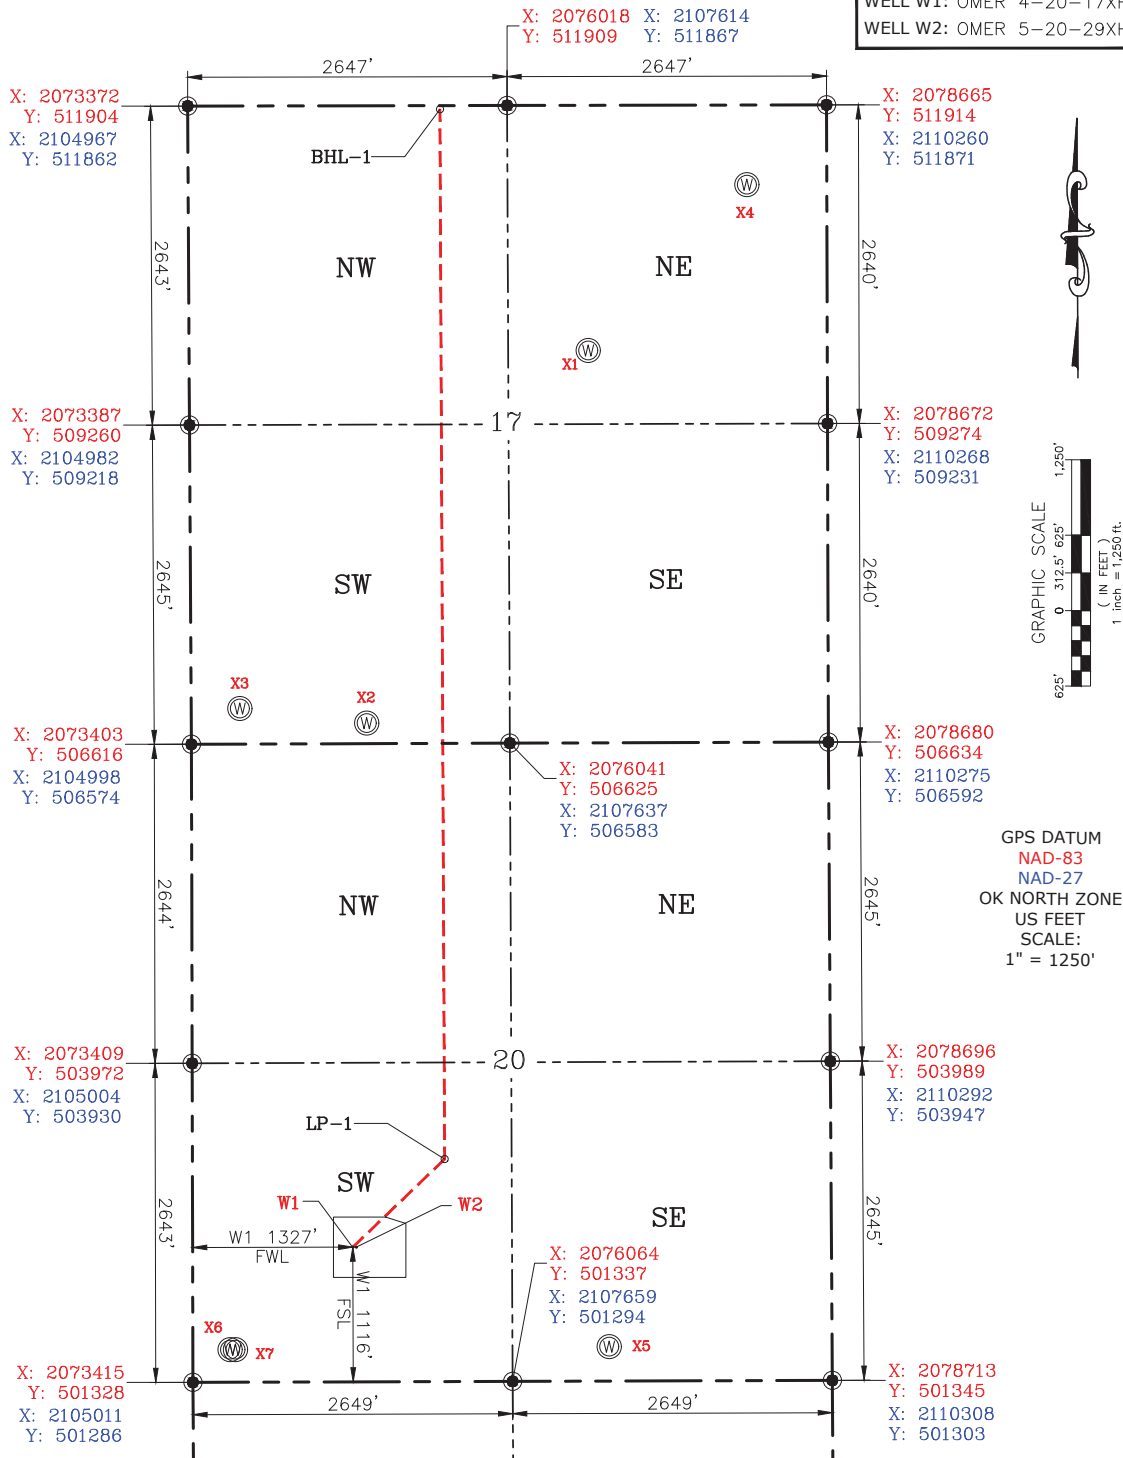 WELL W1: OMER 4-20-17XH
WELL W2: OMER 5-20-29XH
X: 2076018 X: 2107614
Y: 511909 Y: 511867
2647' 2647'
X: 2073372
Y: 511904
X: 2104967
Y: 511862
X: 2078665
Y: 511914
X: 2110260
Y: 511871
BHL-1
X4
2643'
NW
NE
2640'
X1
X: 2073387
Y: 509260
X: 2104982
Y: 509218
17
X: 2078672
Y: 509274
X: 2110268
Y: 509231
GRAPHIC SCALE
625' 0 312.5' 625' 1,250'
( IN FEET )
1 inch = 1,250 ft.
2645'
SW
SE
2640'
X3
X2
W
W
W
W
X: 2073403
Y: 506616
X: 2104998
Y: 506574
X: 2076041
Y: 506625
X: 2107637
Y: 506583
X: 2078680
Y: 506634
X: 2110275
Y: 506592
GPS DATUM
NAD-83
NAD-27
OK NORTH ZONE
US FEET
SCALE:
1" = 1250'
2644'
NW
NE
2645'
X: 2073409
Y: 503972
X: 2105004
Y: 503930
20
X: 2078696
Y: 503989
X: 2110292
Y: 503947
LP-1
2643'
SW
W1
W2
SE
2645'
W1 1327'
FWL
W1 1116'
FSL
X: 2076064
Y: 501337
X: 2107659
Y: 501294
X6
W
X7
W
X5
X: 2073415
Y: 501328
X: 2105011
Y: 501286
2649' 2649'
X: 2078713
Y: 501345
X: 2110308
Y: 501303